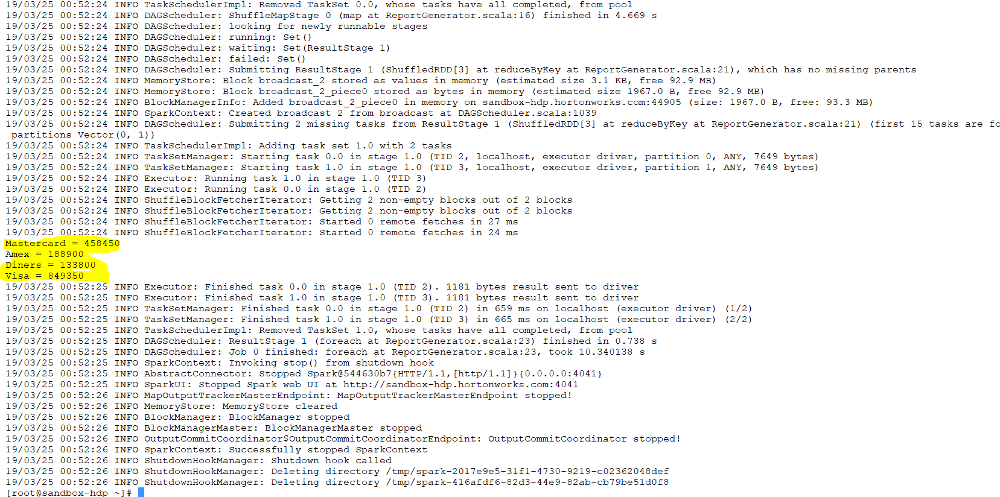 19/03/25 00:52:24 INFO TaskSchedulerImpl: Removed TaskSet 0.0, whose tasks have all completed, from pool
19/03/25 00:52:24 INFO DAGScheduler: ShuffleMapStage 0 (map at ReportGenerator.scala:16) finished in 4.669 s
19/03/25 00:52:24 INFO DAGScheduler: looking for newly runnable stages
19/03/25 00:52:24 INFO DAGScheduler: running: Set()
19/03/25 00:52:24 INFO DAGScheduler: waiting: Set(ResultStage 1)
19/03/25 00:52:24 INFO DAGScheduler: failed: Set()
19/03/25 00:52:24 INFO DAGScheduler: Submitting ResultStage 1 (ShuffledRDD[3] at reduceByKey at ReportGenerator.scala:21), which has no missing parents
19/03/25 00:52:24 INFO MemoryStore: Block broadcast_2 stored as values in memory (estimated size 3.1 KB, free 92.9 MB)
19/03/25 00:52:24 INFO MemoryStore: Block broadcast_2_piece0 stored as bytes in memory (estimated size 1967.0 B, free 92.9 MB)
19/03/25 00:52:24 INFO BlockManagerInfo: Added broadcast_2_piece0 in memory on sandbox-hdp.hortonworks.com:44905 (size: 1967.0 B, free: 93.3 MB)
19/03/25 00:52:24 INFO SparkContext: Created broadcast 2 from broadcast at DAGScheduler.scala:1039
19/03/25 00:52:24 INFO DAGScheduler: Submitting 2 missing tasks from ResultStage 1 (ShuffledRDD[3] at reduceByKey at ReportGenerator.scala:21) (first 15 tasks are fo
partitions Vector(0, 1))
19/03/25 00:52:24 INFO TaskSchedulerImpl: Adding task set 1.0 with 2 tasks
19/03/25 00:52:24 INFO TaskSetManager: Starting task 0.0 in stage 1.0 (TID 2, localhost, executor driver, partition 0, ANY, 7649 bytes)
19/03/25 00:52:24 INFO TaskSetManager: Starting task 1.0 in stage 1.0 (TID 3, localhost, executor driver, partition 1, ANY, 7649 bytes)
19/03/25 00:52:24 INFO Executor: Running task 1.0 in stage 1.0 (TID 3)
19/03/25 00:52:24 INFO Executor: Running task 0.0 in stage 1.0 (TID 2)
19/03/25 00:52:24 INFO ShuffleBlockFetcherIterator: Getting 2 non-empty blocks out of 2 blocks
19/03/25 00:52:24 INFO ShuffleBlockFetcherIterator: Getting 2 non-empty blocks out of 2 blocks
19/03/25 00:52:24 INFO ShuffleBlockFetcherIterator: Started 0 remote fetches in 27 ms
19/03/25 00:52:24 INFO ShuffleBlockFetcherIterator: Started 0 remote fetches in 24 ms
Mastercard = 458450
Amex = 188900
Diners = 133800
Visa = 849350
19/03/25 00:52:25 INFO Executor: Finished task 0.0 in stage 1.0 (TID 2). 1181 bytes result sent to driver
19/03/25 00:52:25 INFO Executor: Finished task 1.0 in stage 1.0 (TID 3). 1181 bytes result sent to driver
19/03/25 00:52:25 INFO TaskSetManager: Finished task 0.0 in stage 1.0 (TID 2) in 659 ms on localhost (executor driver) (1/2)
19/03/25 00:52:25 INFO TaskSetManager: Finished task 1.0 in stage 1.0 (TID 3) in 665 ms on localhost (executor driver) (2/2)
19/03/25 00:52:25 INFO TaskSchedulerImpl: Removed TaskSet 1.0, whose tasks have all completed, from pool
19/03/25 00:52:25 INFO DAGScheduler: ResultStage 1 (foreach at ReportGenerator.scala:23) finished in 0.738 s
19/03/25 00:52:25 INFO DAGScheduler: Job 0 finished: foreach at ReportGenerator.scala:23, took 10.340138 s
19/03/25 00:52:25 INFO SparkContext: Invoking stop() from shutdown hook
19/03/25 00:52:25 INFO AbstractConnector: Stopped Spark@544630b7{HTTP/1.1,[http/1.1]}{0.0.0.0:4041}
19/03/25 00:52:25 INFO SparkUI: Stopped Spark web UI at http://sandbox-hdp.hortonworks.com:4041
19/03/25 00:52:26 INFO MapOutputTrackerMasterEndpoint: MapOutputTrackerMasterEndpoint stopped!
19/03/25 00:52:26 INFO MemoryStore: MemoryStore cleared
19/03/25 00:52:26 INFO BlockManager: BlockManager stopped
19/03/25 00:52:26 INFO BlockManagerMaster: BlockManagerMaster stopped
19/03/25 00:52:26 INFO OutputCommitCoordinator$OutputCommitCoordinatorEndpoint: OutputCommitCoordinator stopped!
19/03/25 00:52:26 INFO SparkContext: Successfully stopped SparkContext
19/03/25 00:52:26 INFO ShutdownHookManager: Shutdown hook called
19/03/25 00:52:26 INFO ShutdownHookManager: Deleting directory /tmp/spark-2017e9e5-31f1-4730-9219-c02362048def
19/03/25 00:52:26 INFO ShutdownHookManager: Deleting directory /tmp/spark-416afdf6-82d3-44e9-82ab-cb79be51d0f8
[root@sandbox-hdp ~]#